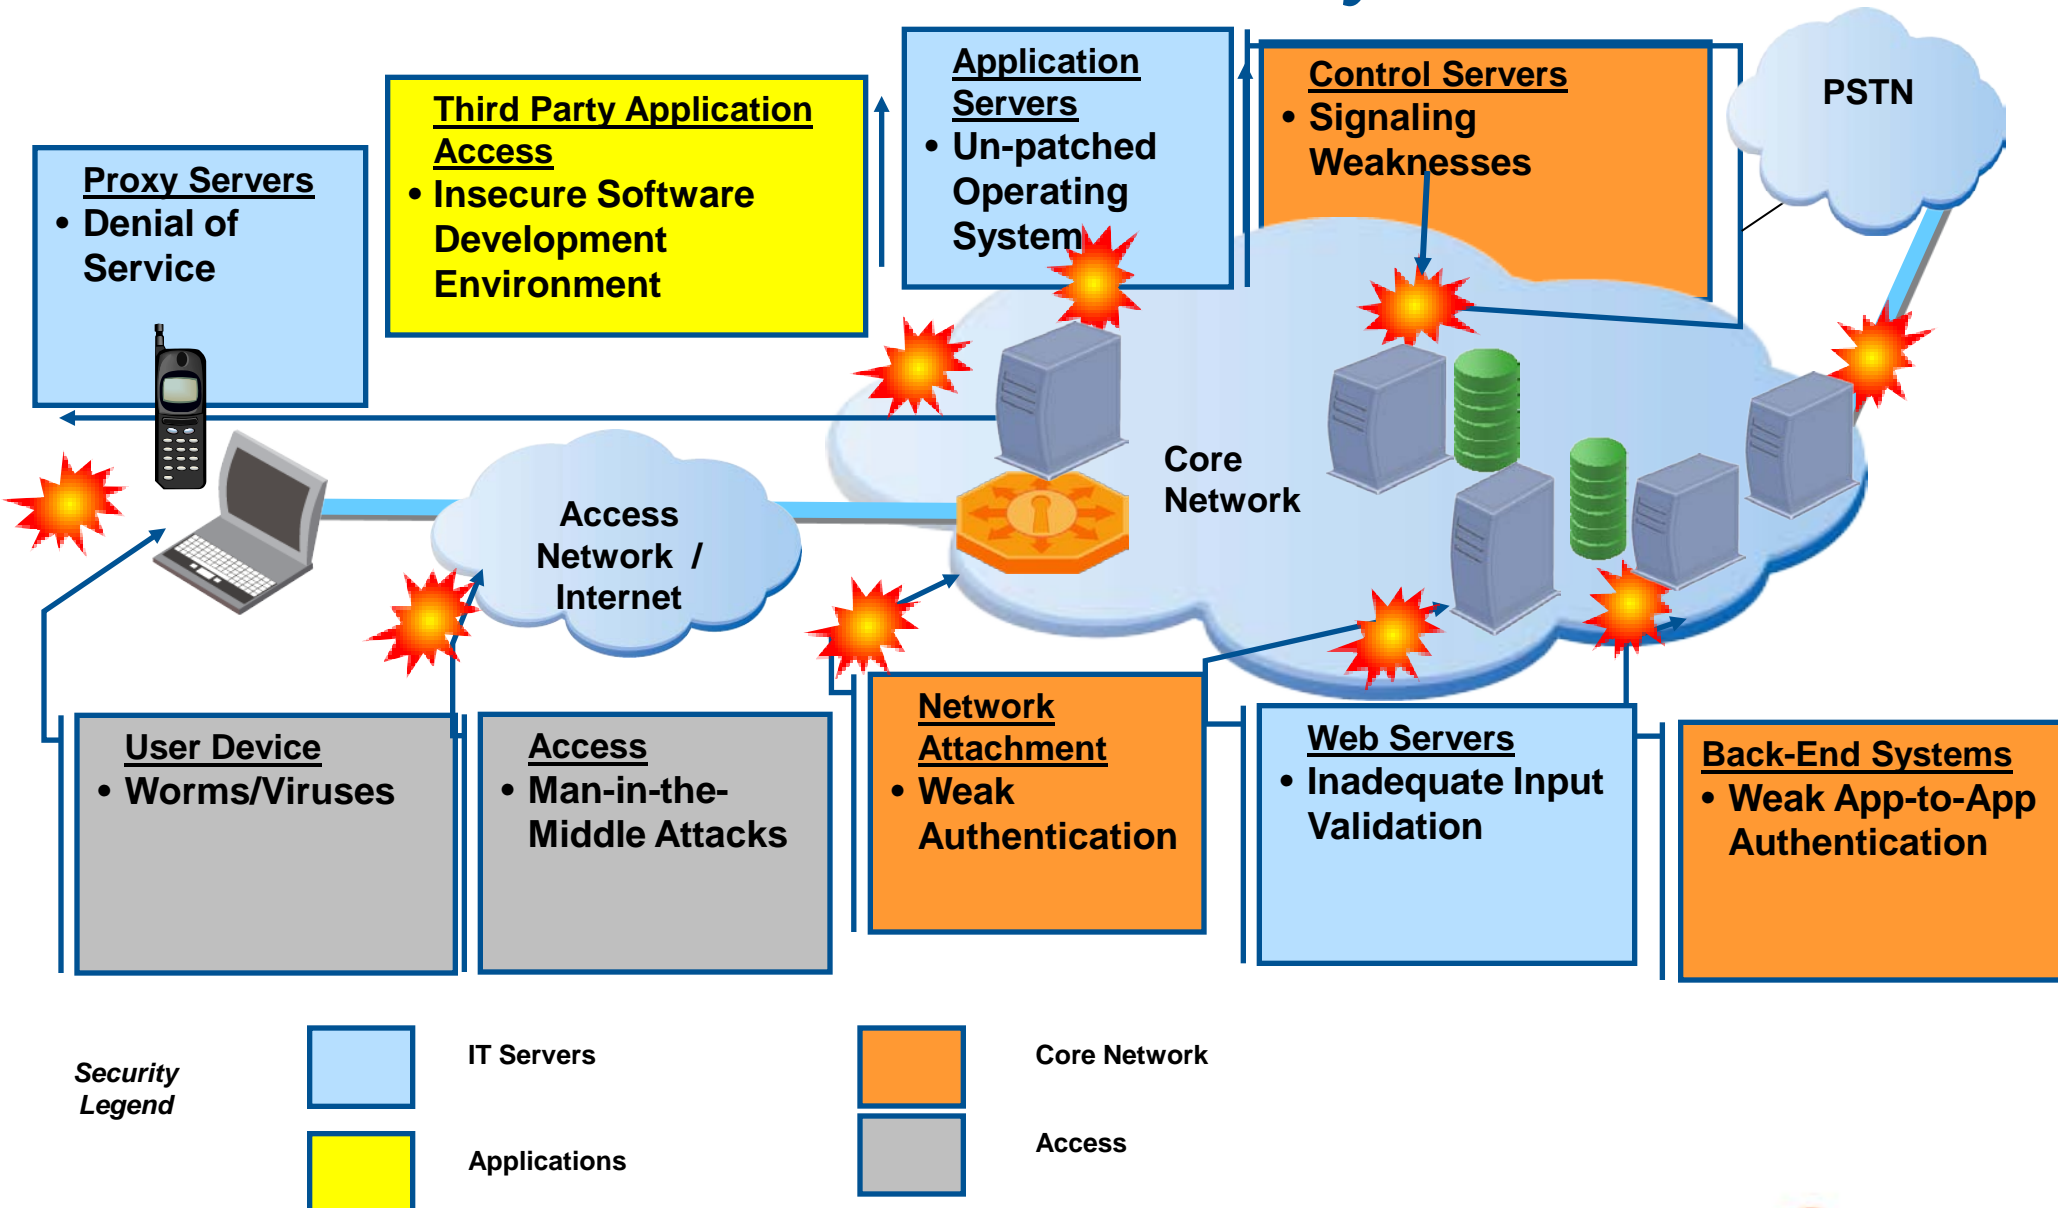 Application
Servers
• Un-patched
Operating
System
Control Servers
• Signaling
Weaknesses
PSTN
Third Party Application
Access
• Insecure Software
Development
Environment
Proxy Servers
• Denial of
Service
Core
Network
Access
Network /
Internet
User Device
• Worms/Viruses
Access
• Man-in-the-
Middle Attacks
Network
Attachment
• Weak
Authentication
Web Servers
• Inadequate Input
Validation
Back-End Systems
• Weak App-to-App
Authentication
Security
Legend
IT Servers
Core Network
Applications
Access